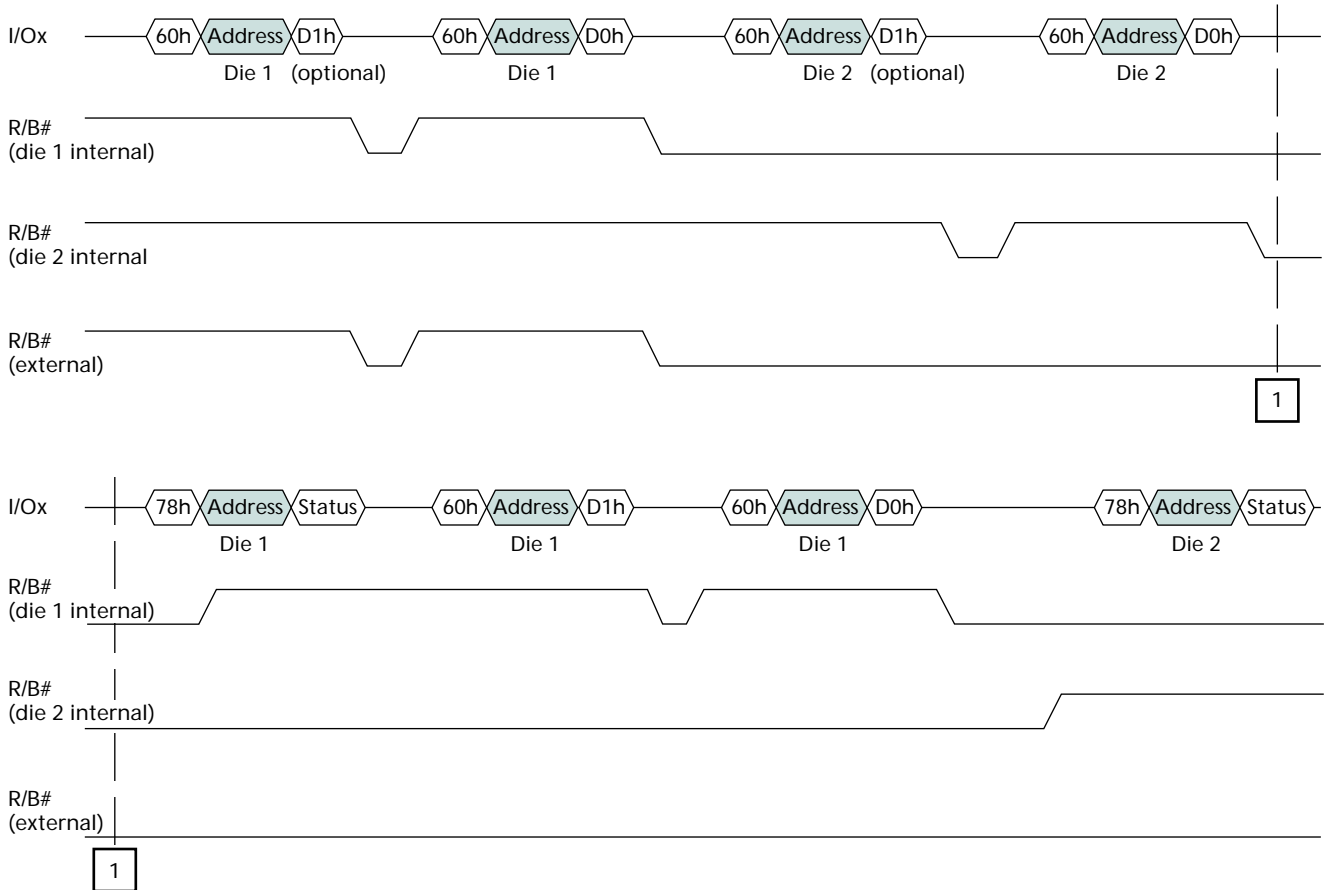 I/Ox 60h Address D1h 60h Address D0h 60h Address D1h 60h Address D0h
Die 1 (optional) Die 1 Die 2 (optional) Die 2
R/B#
(die 1 internal)
R/B#
(die 2 internal
R/B#
(external)
1
I/Ox 78h Address Status 60h Address D1h 60h Address D0h 78h Address Status
Die 1 Die 1 Die 1 Die 2
R/B#
(die 1 internal)
R/B#
(die 2 internal)
R/B#
(external)
1